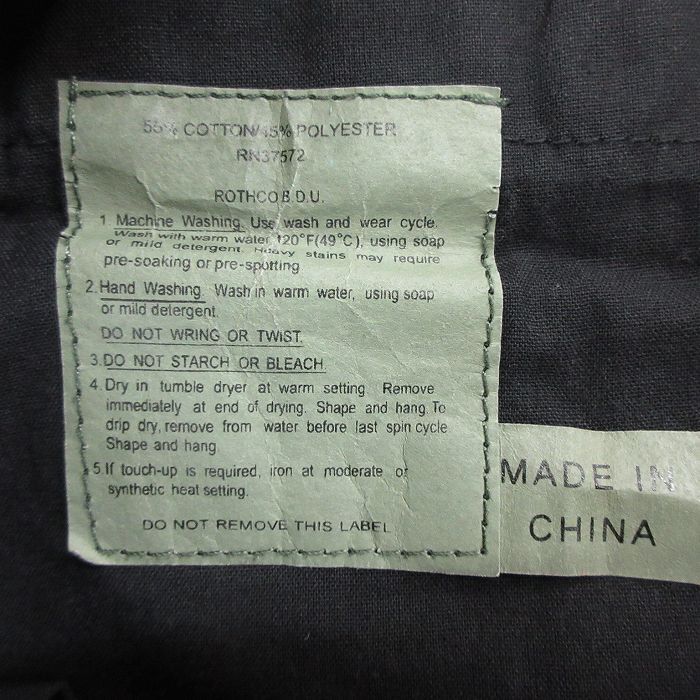 55% COTTON/45% POLYESTER
RN37572
ROTHCO B.D.U.
1 Machine Washing. Use wash and wear cycle.
Wash with warm water 120°F(49°C), using soap
or mild detergent. Heavy stains may require
pre-soaking or pre-spotting
2.Hand Washing. Wash in warm water, using soap
or mild detergent.
DO NOT WRING OR TWIST.
3.DO NOT STARCH OR BLEACH.
4.Dry in tumble dryer at warm setting. Remove
immediately at end of drying. Shape and hang.To
drip dry, remove from water before last spin cycle
Shape and hang.
5.If touch-up is required, iron at moderate or
synthetic heat setting.
DO NOT REMOVE THIS LABEL
MADE IN
CHINA